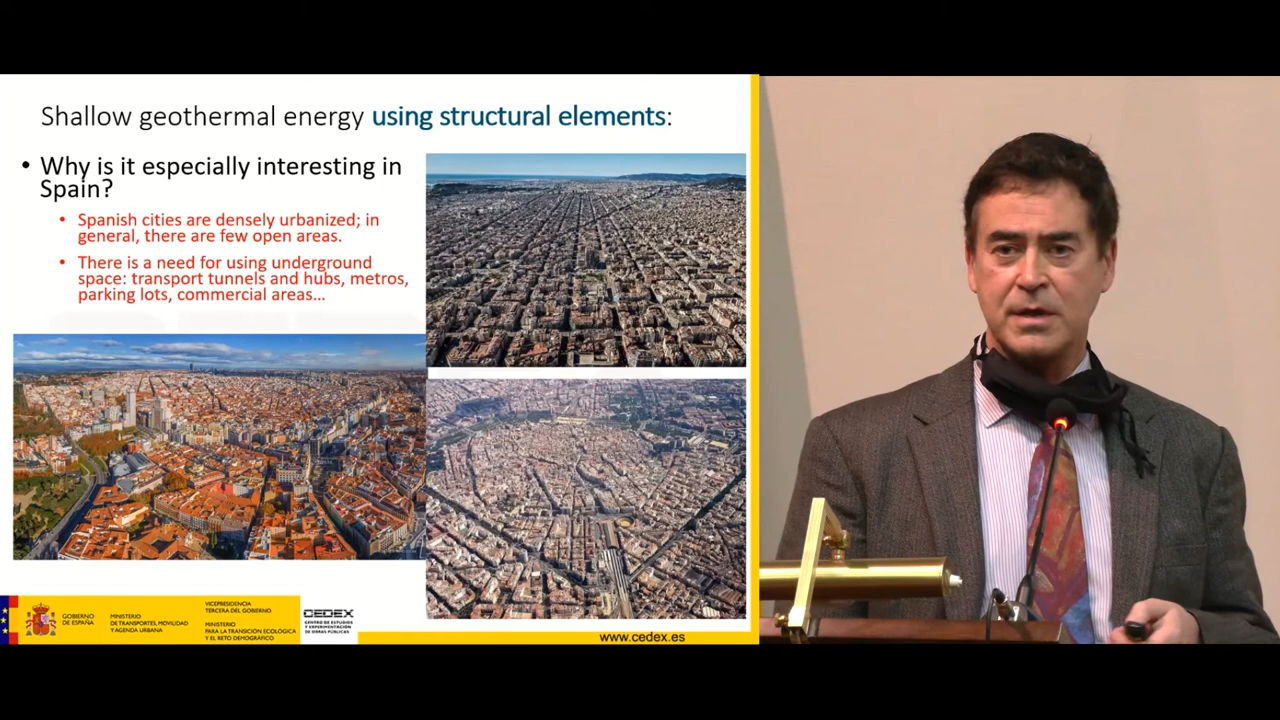 Shallow geothermal energy using structural elements:
• Why is it especially interesting in
Spain?
• Spanish cities are densely urbanized; in
general, there are few open areas.
• There is a need for using underground
space: transport tunnels and hubs, metros,
parking lots, commercial areas...
GOBIERNO
DE ESPAÑA
MINISTERIO
DE TRANSPORTES, MOVILIDAD
Y AGENDA URBANA
VICEPRESIDENCIA
TERCERA DEL GOBIERNO
MINISTERIO
PARA LA TRANSICIÓN ECOLÓGICA
Y EL RETO DEMOGRÁFICO
CEDEX
CENTRO DE ESTUDIOS
Y EXPERIMENTACIÓN
DE OBRAS PÚBLICAS
www.cedex.es